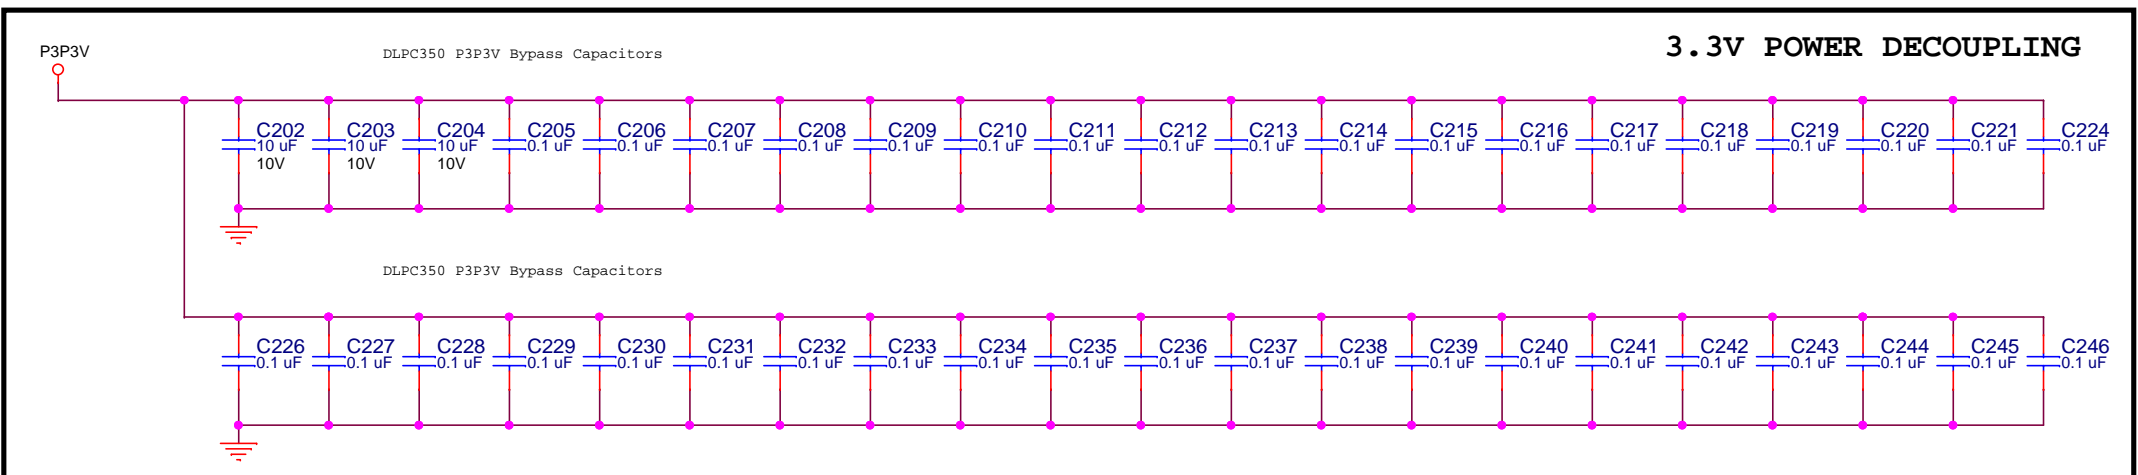 3.3V POWER DECOUPLING
P3P3V
DLPC350 P3P3V Bypass Capacitors
C202 C203 C204 C205 C206 C207 C208 C209 C210 C211 C212 C213 C214 C215 C216 C217 C218 C219 C220 C221 C224
10 uF 10 uF 10 uF 0.1 uF 0.1 uF 0.1 uF 0.1 uF 0.1 uF 0.1 uF 0.1 uF 0.1 uF 0.1 uF 0.1 uF 0.1 uF 0.1 uF 0.1 uF 0.1 uF 0.1 uF 0.1 uF 0.1 uF 0.1 uF
10V 10V 10V
DLPC350 P3P3V Bypass Capacitors
C226 C227 C228 C229 C230 C231 C232 C233 C234 C235 C236 C237 C238 C239 C240 C241 C242 C243 C244 C245 C246
0.1 uF 0.1 uF 0.1 uF 0.1 uF 0.1 uF 0.1 uF 0.1 uF 0.1 uF 0.1 uF 0.1 uF 0.1 uF 0.1 uF 0.1 uF 0.1 uF 0.1 uF 0.1 uF 0.1 uF 0.1 uF 0.1 uF 0.1 uF 0.1 uF